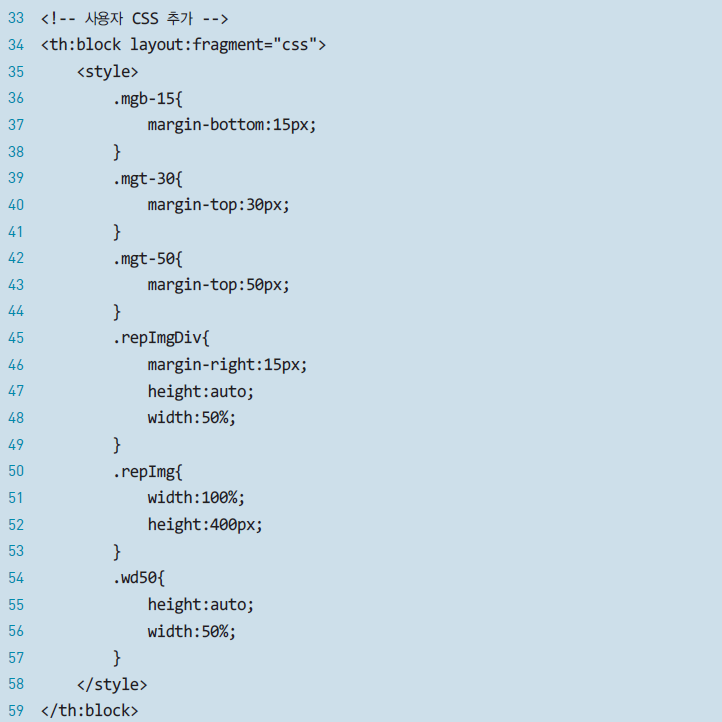 33 <!-- 사용자 CSS 추가 -->
34 <th:block layout:fragment="css">
35     <style>
36         .mgb-15{
37             margin-bottom:15px;
38         }
39         .mgt-30{
40             margin-top:30px;
41         }
42         .mgt-50{
43             margin-top:50px;
44         }
45         .repImgDiv{
46             margin-right:15px;
47             height:auto;
48             width:50%;
49         }
50         .repImg{
51             width:100%;
52             height:400px;
53         }
54         .wd50{
55             height:auto;
56             width:50%;
57         }
58     </style>
59 </th:block>